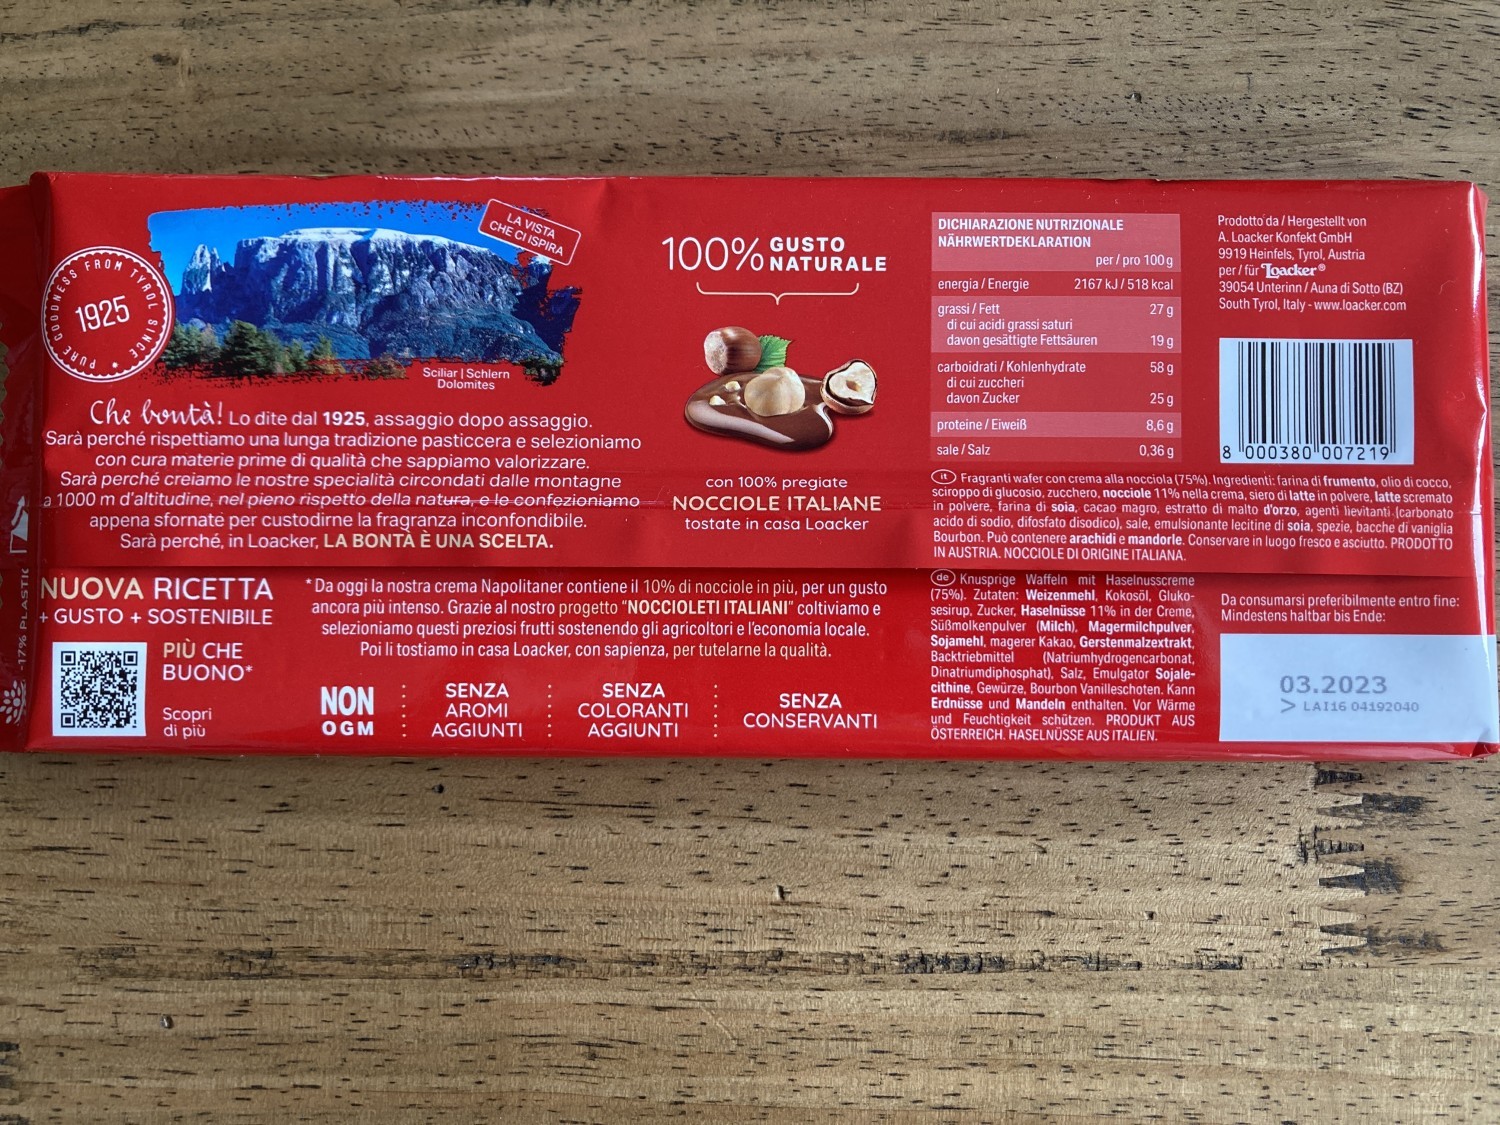 PURE GOODNESS FROM TYROL SINCE
1925
LA VISTA
CHE CI ISPIRA
Sciliar | Schlern
Dolomites
Che bontà! Lo dite dal 1925, assaggio dopo assaggio.
Sarà perché rispettiamo una lunga tradizione pasticcera e selezioniamo
con cura materie prime di qualità che sappiamo valorizzare.
Sarà perché creiamo le nostre specialità circondati dalle montagne
a 1000 m d'altitudine, nel pieno rispetto della natura, e le confezioniamo
appena sfornate per custodirne la fragranza inconfondibile.
Sarà perché, in Loacker, LA BONTÀ È UNA SCELTA.
100% GUSTO
NATURALE
con 100% pregiate
NOCCIOLE ITALIANE
tostate in casa Loacker
DICHIARAZIONE NUTRIZIONALE
NÄHRWERTDEKLARATION
per / pro 100 g
energia / Energie 2167 kJ / 518 kcal
grassi / Fett 27 g
di cui acidi grassi saturi
davon gesättigte Fettsäuren 19 g
carboidrati / Kohlenhydrate 58 g
di cui zuccheri
davon Zucker 25 g
proteine / Eiweiß 8,6 g
sale / Salz 0,36 g
Prodotto da / Hergestellt von
A. Loacker Konfekt GmbH
9919 Heinfels, Tyrol, Austria
per / für Loacker®
39054 Unterinn / Auna di Sotto (BZ)
South Tyrol, Italy - www.loacker.com
8 000380 007219
it Fragranti wafer con crema alla nocciola (75%). Ingredienti: farina di frumento, olio di cocco,
sciroppo di glucosio, zucchero, nocciole 11% nella crema, siero di latte in polvere, latte scremato
in polvere, farina di soia, cacao magro, estratto di malto d'orzo, agenti lievitanti (carbonato
acido di sodio, difosfato disodico), sale, emulsionante lecitine di soia, spezie, bacche di vaniglia
Bourbon. Può contenere arachidi e mandorle. Conservare in luogo fresco e asciutto. PRODOTTO
IN AUSTRIA. NOCCIOLE DI ORIGINE ITALIANA.
-17% PLASTIC
NUOVA RICETTA
+ GUSTO + SOSTENIBILE
PIÙ CHE
BUONO*
Scopri
di più
* Da oggi la nostra crema Napolitaner contiene il 10% di nocciole in più, per un gusto
ancora più intenso. Grazie al nostro progetto "NOCCIOLETI ITALIANI" coltiviamo e
selezioniamo questi preziosi frutti sostenendo gli agricoltori e l'economia locale.
Poi li tostiamo in casa Loacker, con sapienza, per tutelarne la qualità.
NON
OGM
SENZA
AROMI
AGGIUNTI
SENZA
COLORANTI
AGGIUNTI
SENZA
CONSERVANTI
de Knusprige Waffeln mit Haselnusscreme
(75%). Zutaten: Weizenmehl, Kokosöl, Gluko-
sesirup, Zucker, Haselnüsse 11% in der Creme,
Süßmolkenpulver (Milch), Magermilchpulver,
Sojamehl, magerer Kakao, Gerstenmalzextrakt,
Backtriebmittel (Natriumhydrogencarbonat,
Dinatriumdiphosphat), Salz, Emulgator Sojale-
cithine, Gewürze, Bourbon Vanilleschoten. Kann
Erdnüsse und Mandeln enthalten. Vor Wärme
und Feuchtigkeit schützen. PRODUKT AUS
ÖSTERREICH. HASELNÜSSE AUS ITALIEN.
Da consumarsi preferibilmente entro fine:
Mindestens haltbar bis Ende:
03.2023
> LAI16 04192040